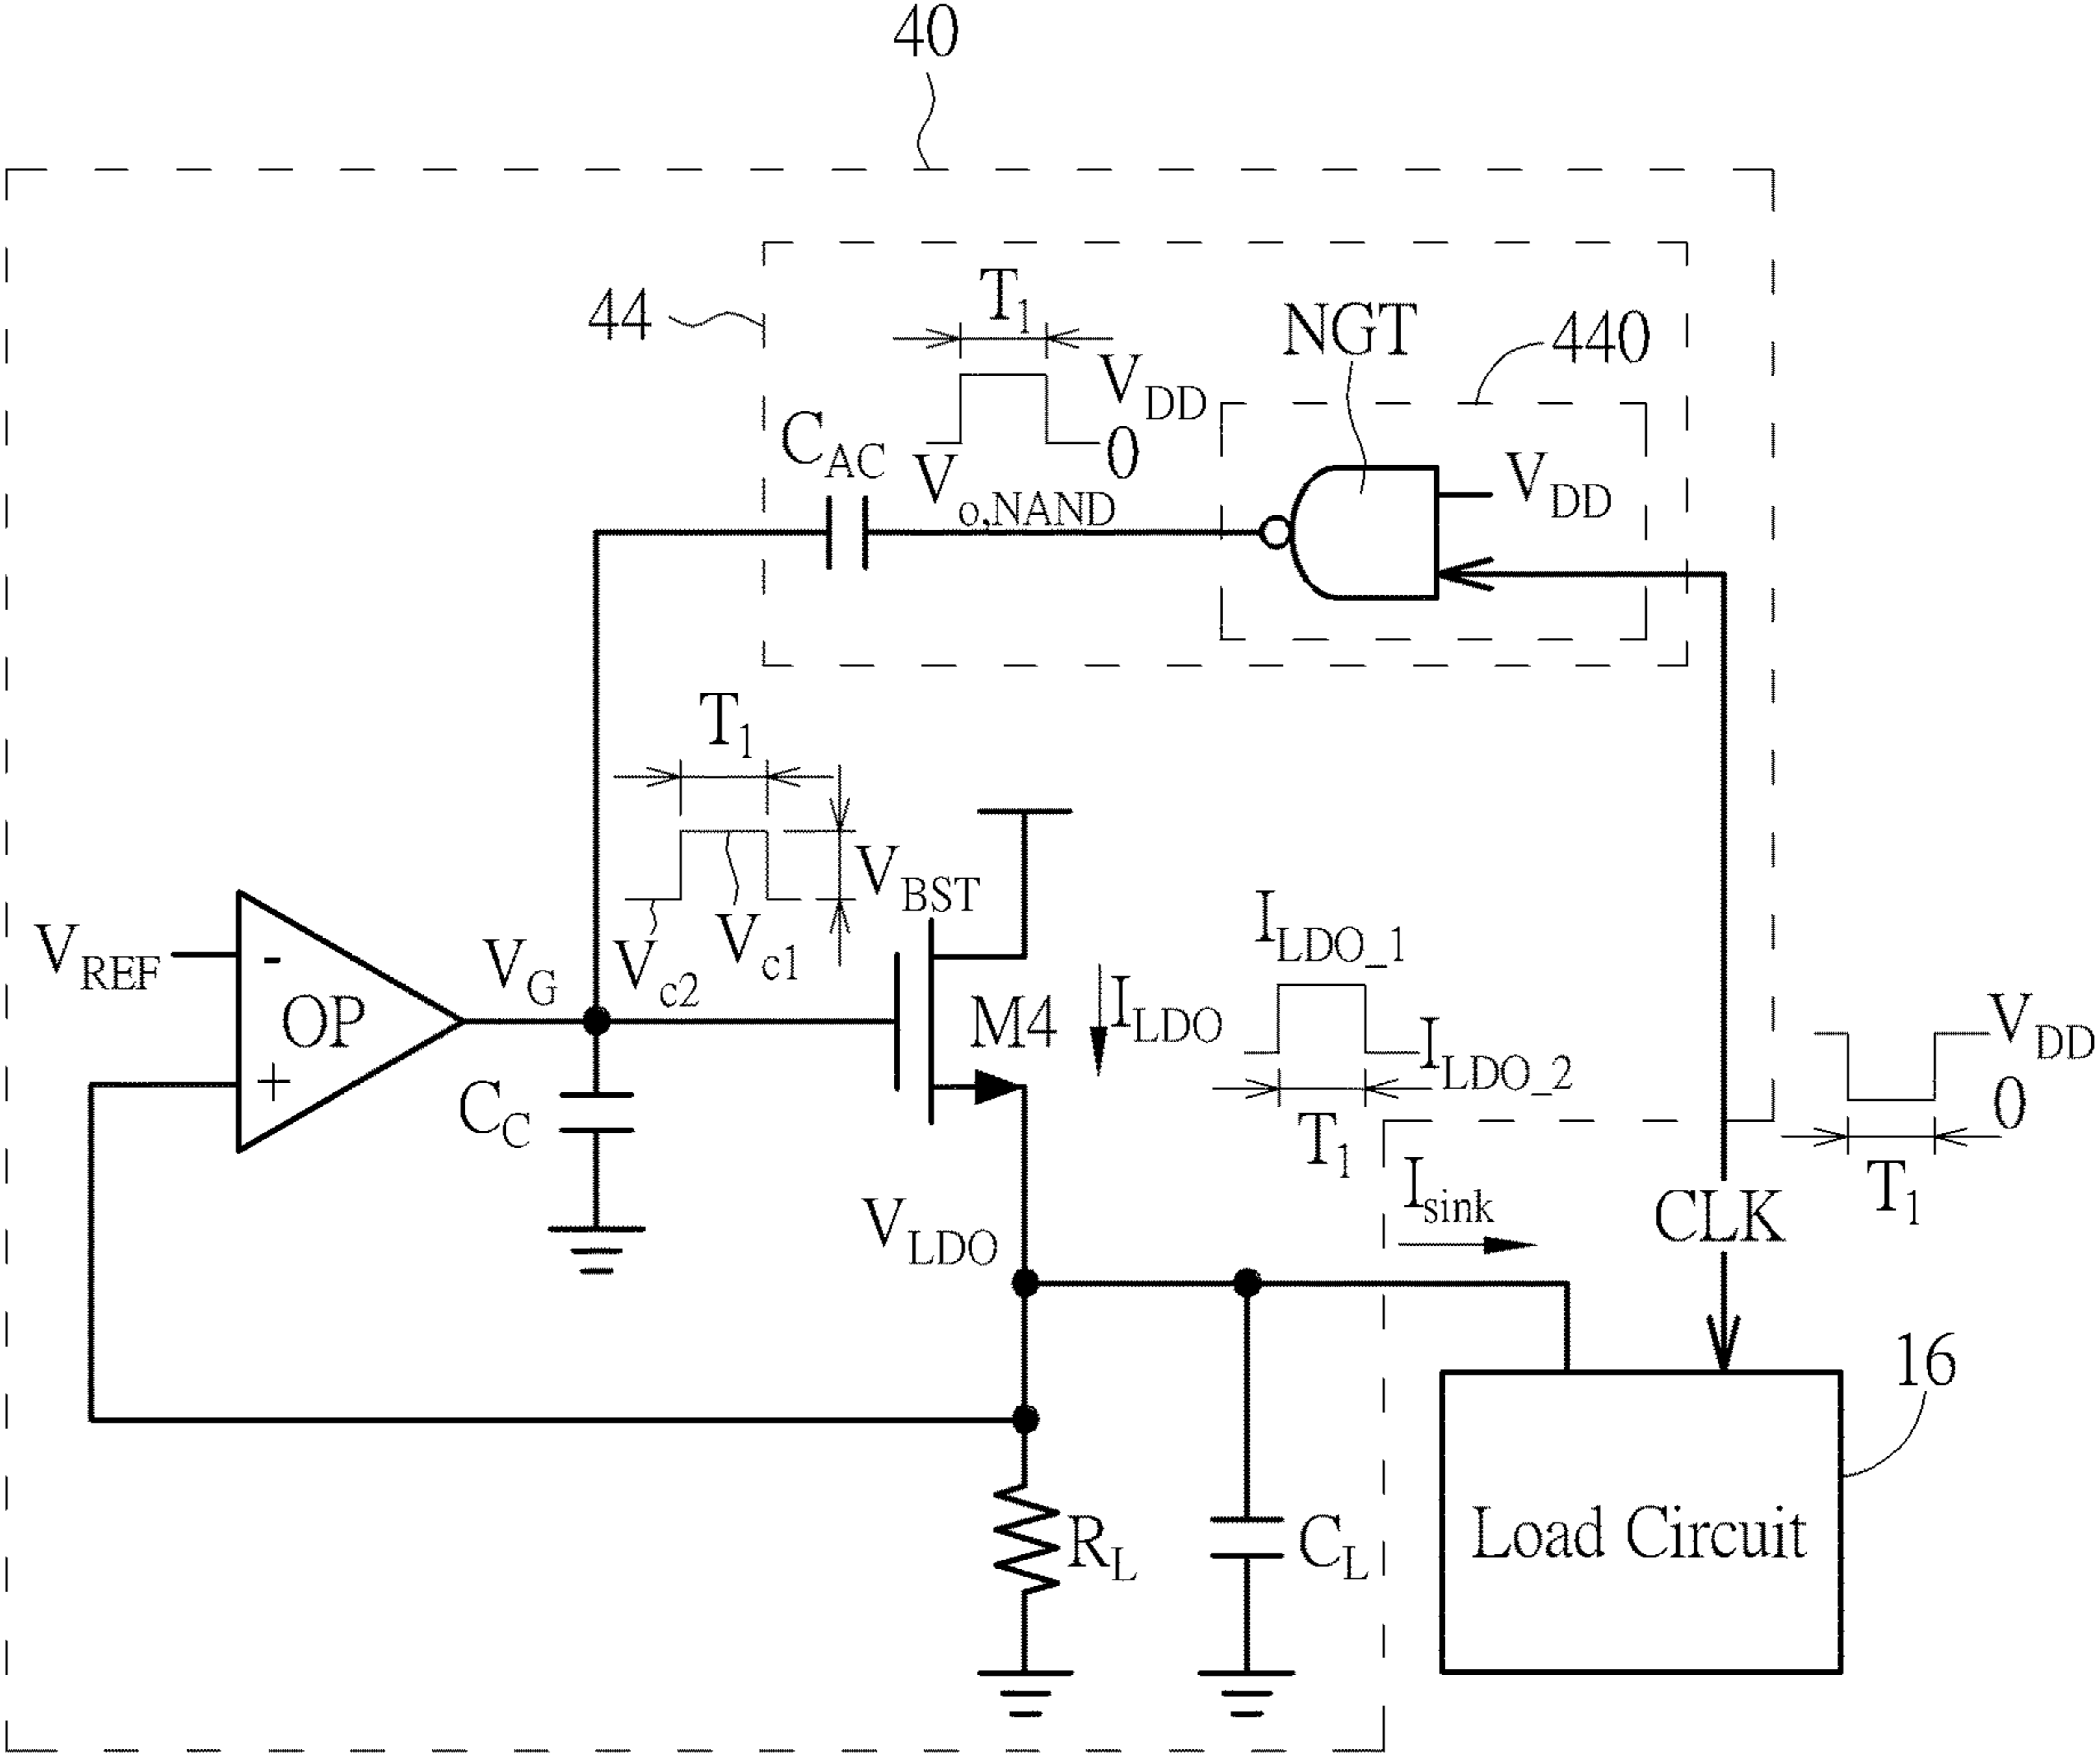 40
44
T1
NGT
440
VDD
0
CAC
Vo,NAND
VDD
T1
VBST
VREF
-
OP
+
VG
Vc2
Vc1
M4
ILDO
ILDO_1
ILDO_2
T1
VDD
0
T1
CC
VLDO
Isink
CLK
16
RL
CL
Load Circuit